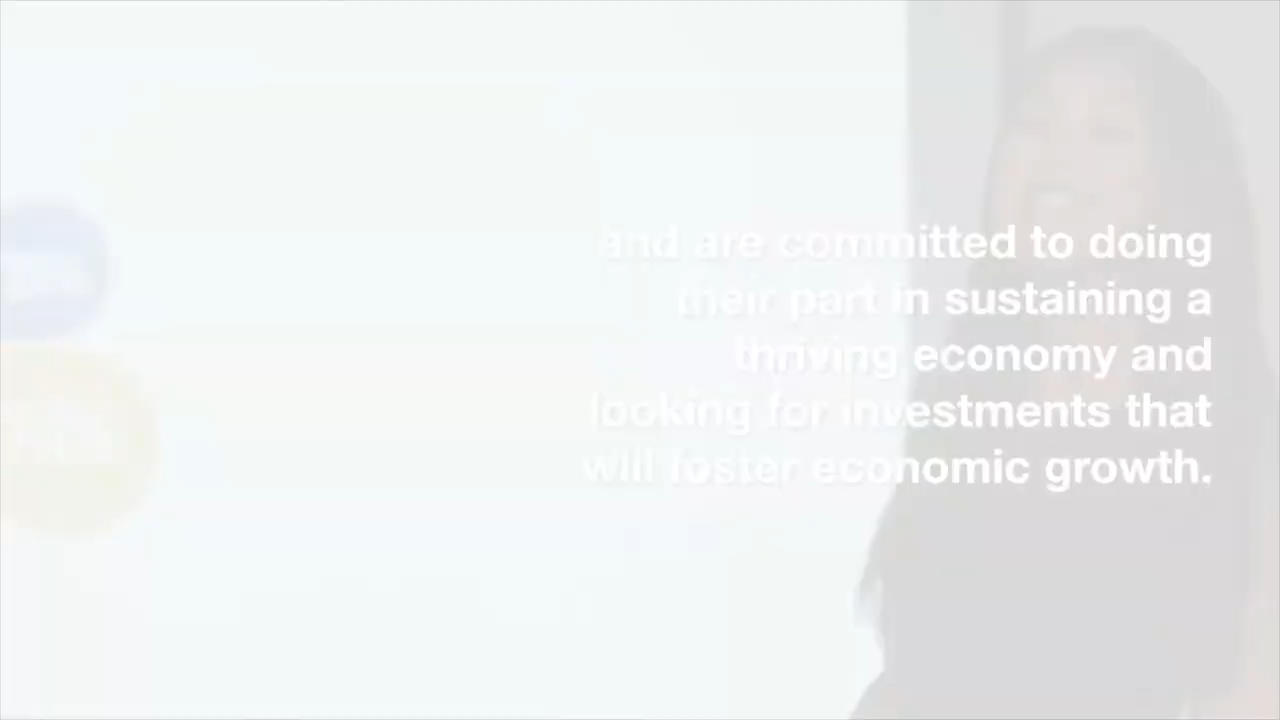 and are committed to doing
their part in sustaining a
thriving economy and
looking for investments that
will foster economic growth.